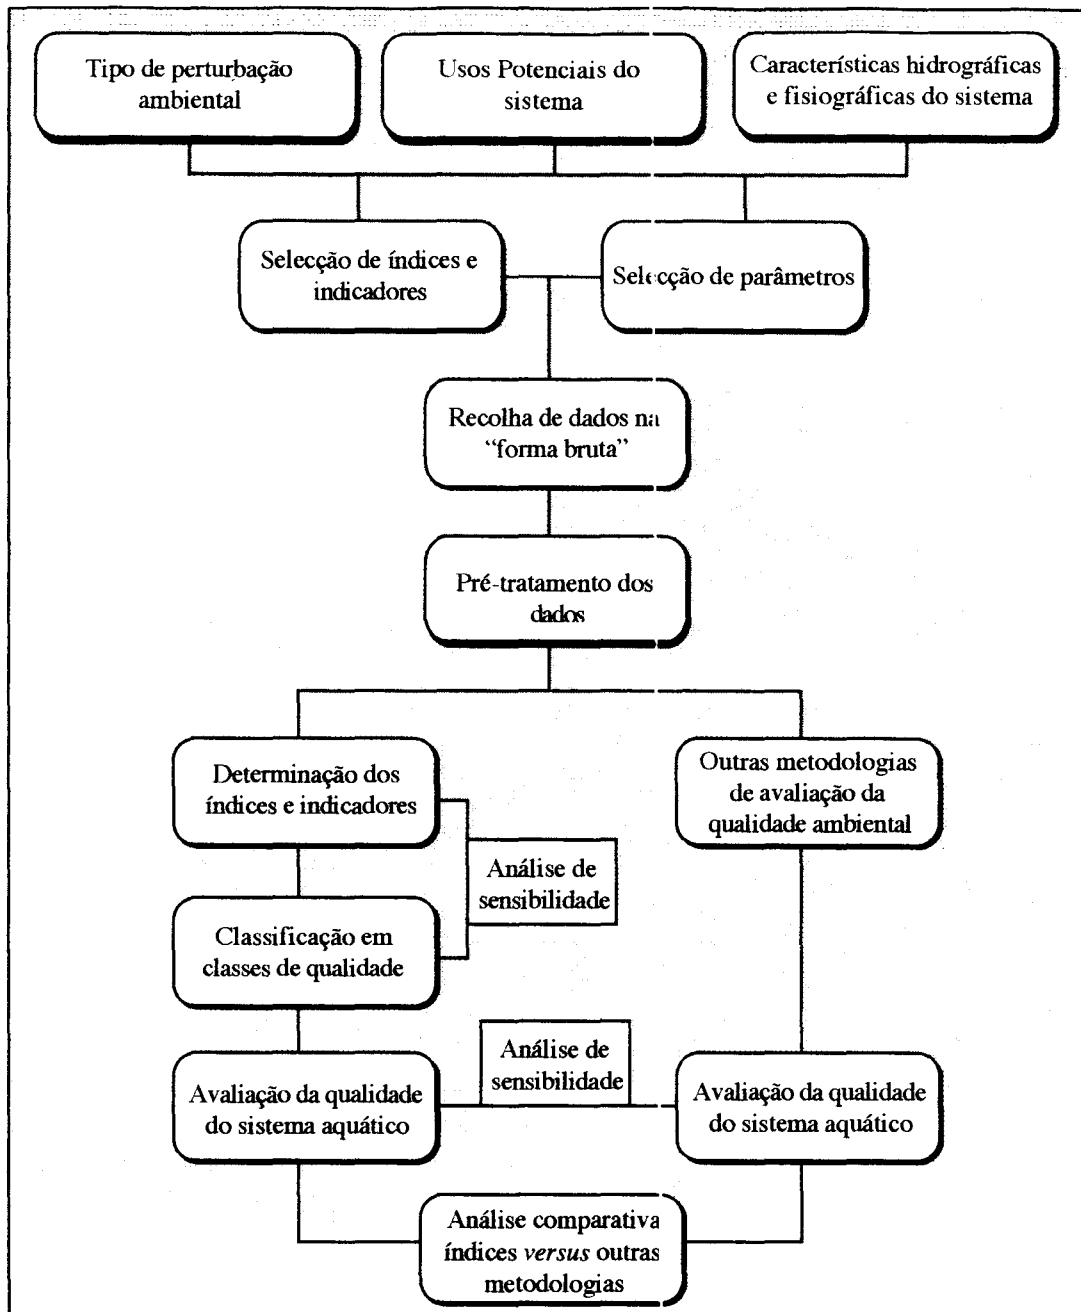 Tipo de perturbação
ambiental
Usos Potenciais do
sistema
Características hidrográficas
e fisiográficas do sistema
Selecção de índices e
indicadores
Selecção de parâmetros
Recolha de dados na
“forma bruta”
Pré-tratamento dos
dados
Determinação dos
índices e indicadores
Outras metodologias
de avaliação da
qualidade ambiental
Análise de
sensibilidade
Classificação em
classes de qualidade
Análise de
sensibilidade
Avaliação da qualidade
do sistema aquático
Avaliação da qualidade
do sistema aquático
Análise comparativa
índices versus outras
metodologias